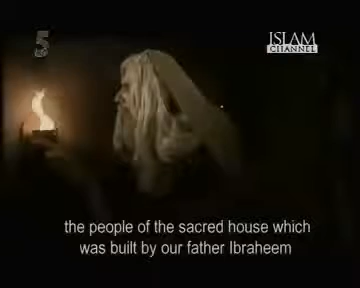 5
ISLAM
CHANNEL
the people of the sacred house which
was built by our father Ibraheem